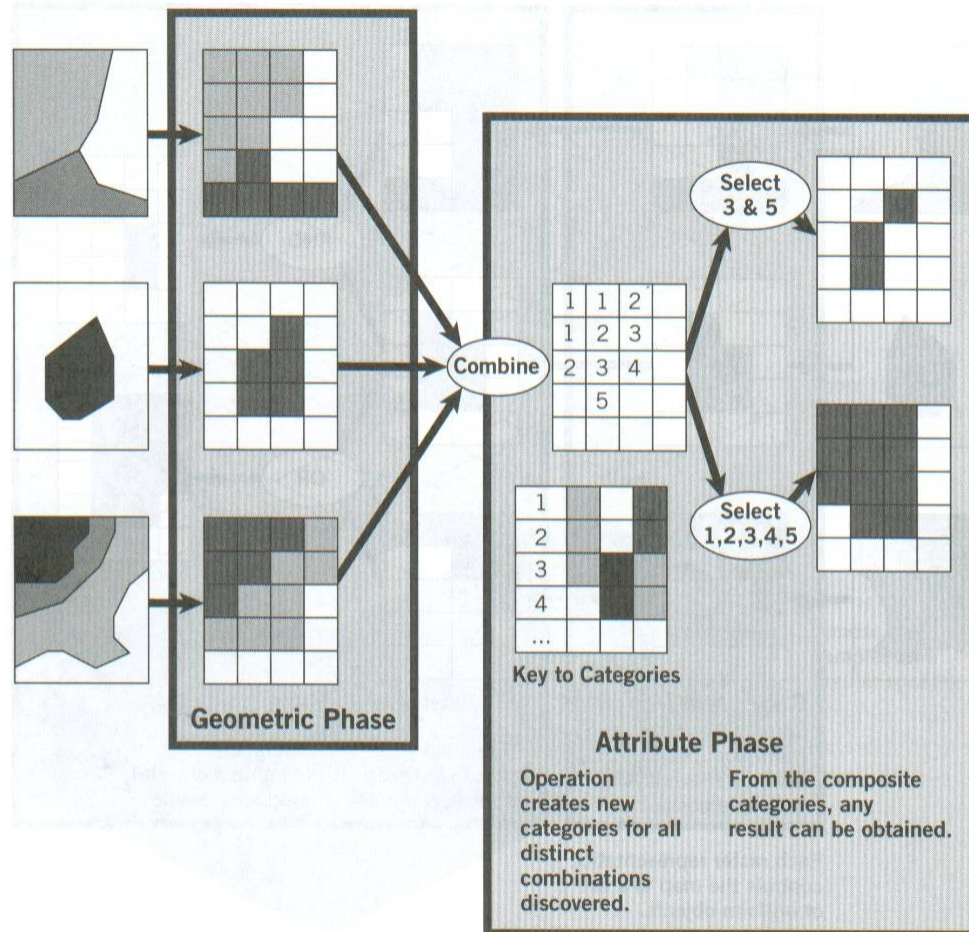 Select
3 & 5
1 1 2
1 2 3
Combine
2 3 4
5
Select
1,2,3,4,5
1
2
3
4
...
Key to Categories
Geometric Phase
Attribute Phase
Operation
creates new
categories for all
distinct
combinations
discovered.
From the composite
categories, any
result can be obtained.